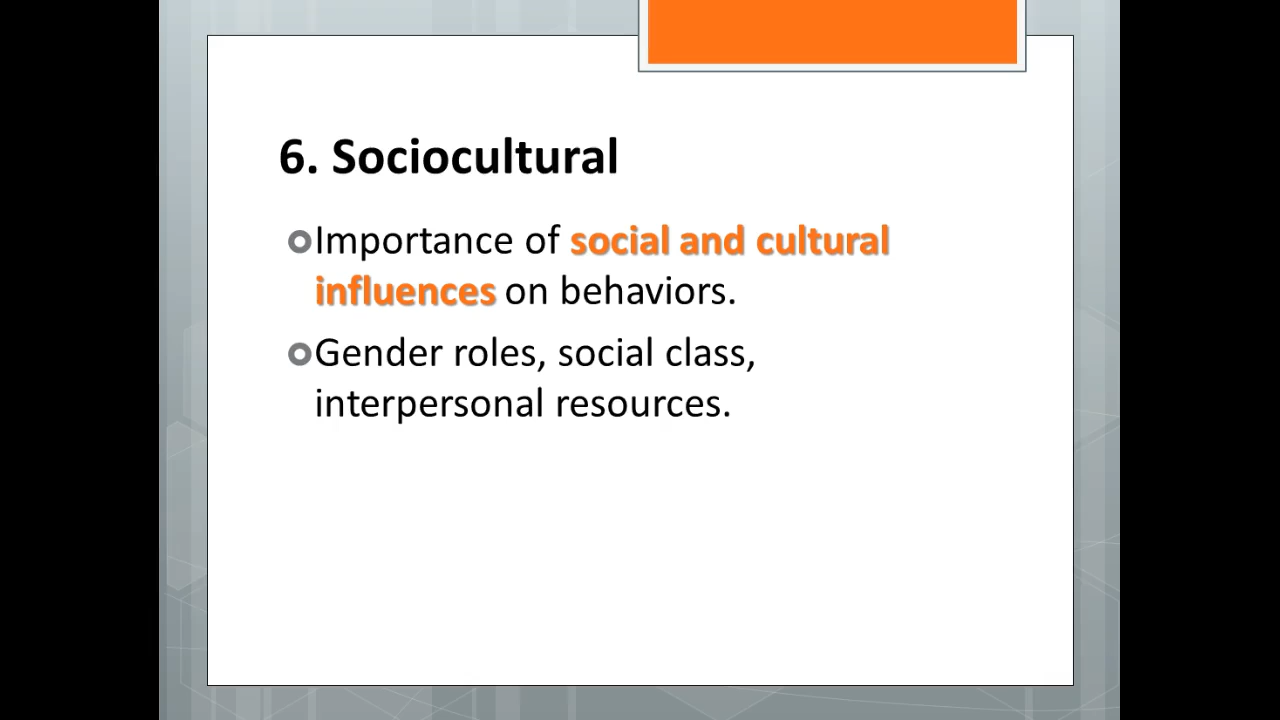 6. Sociocultural
Importance of social and cultural
influences on behaviors.
Gender roles, social class,
interpersonal resources.